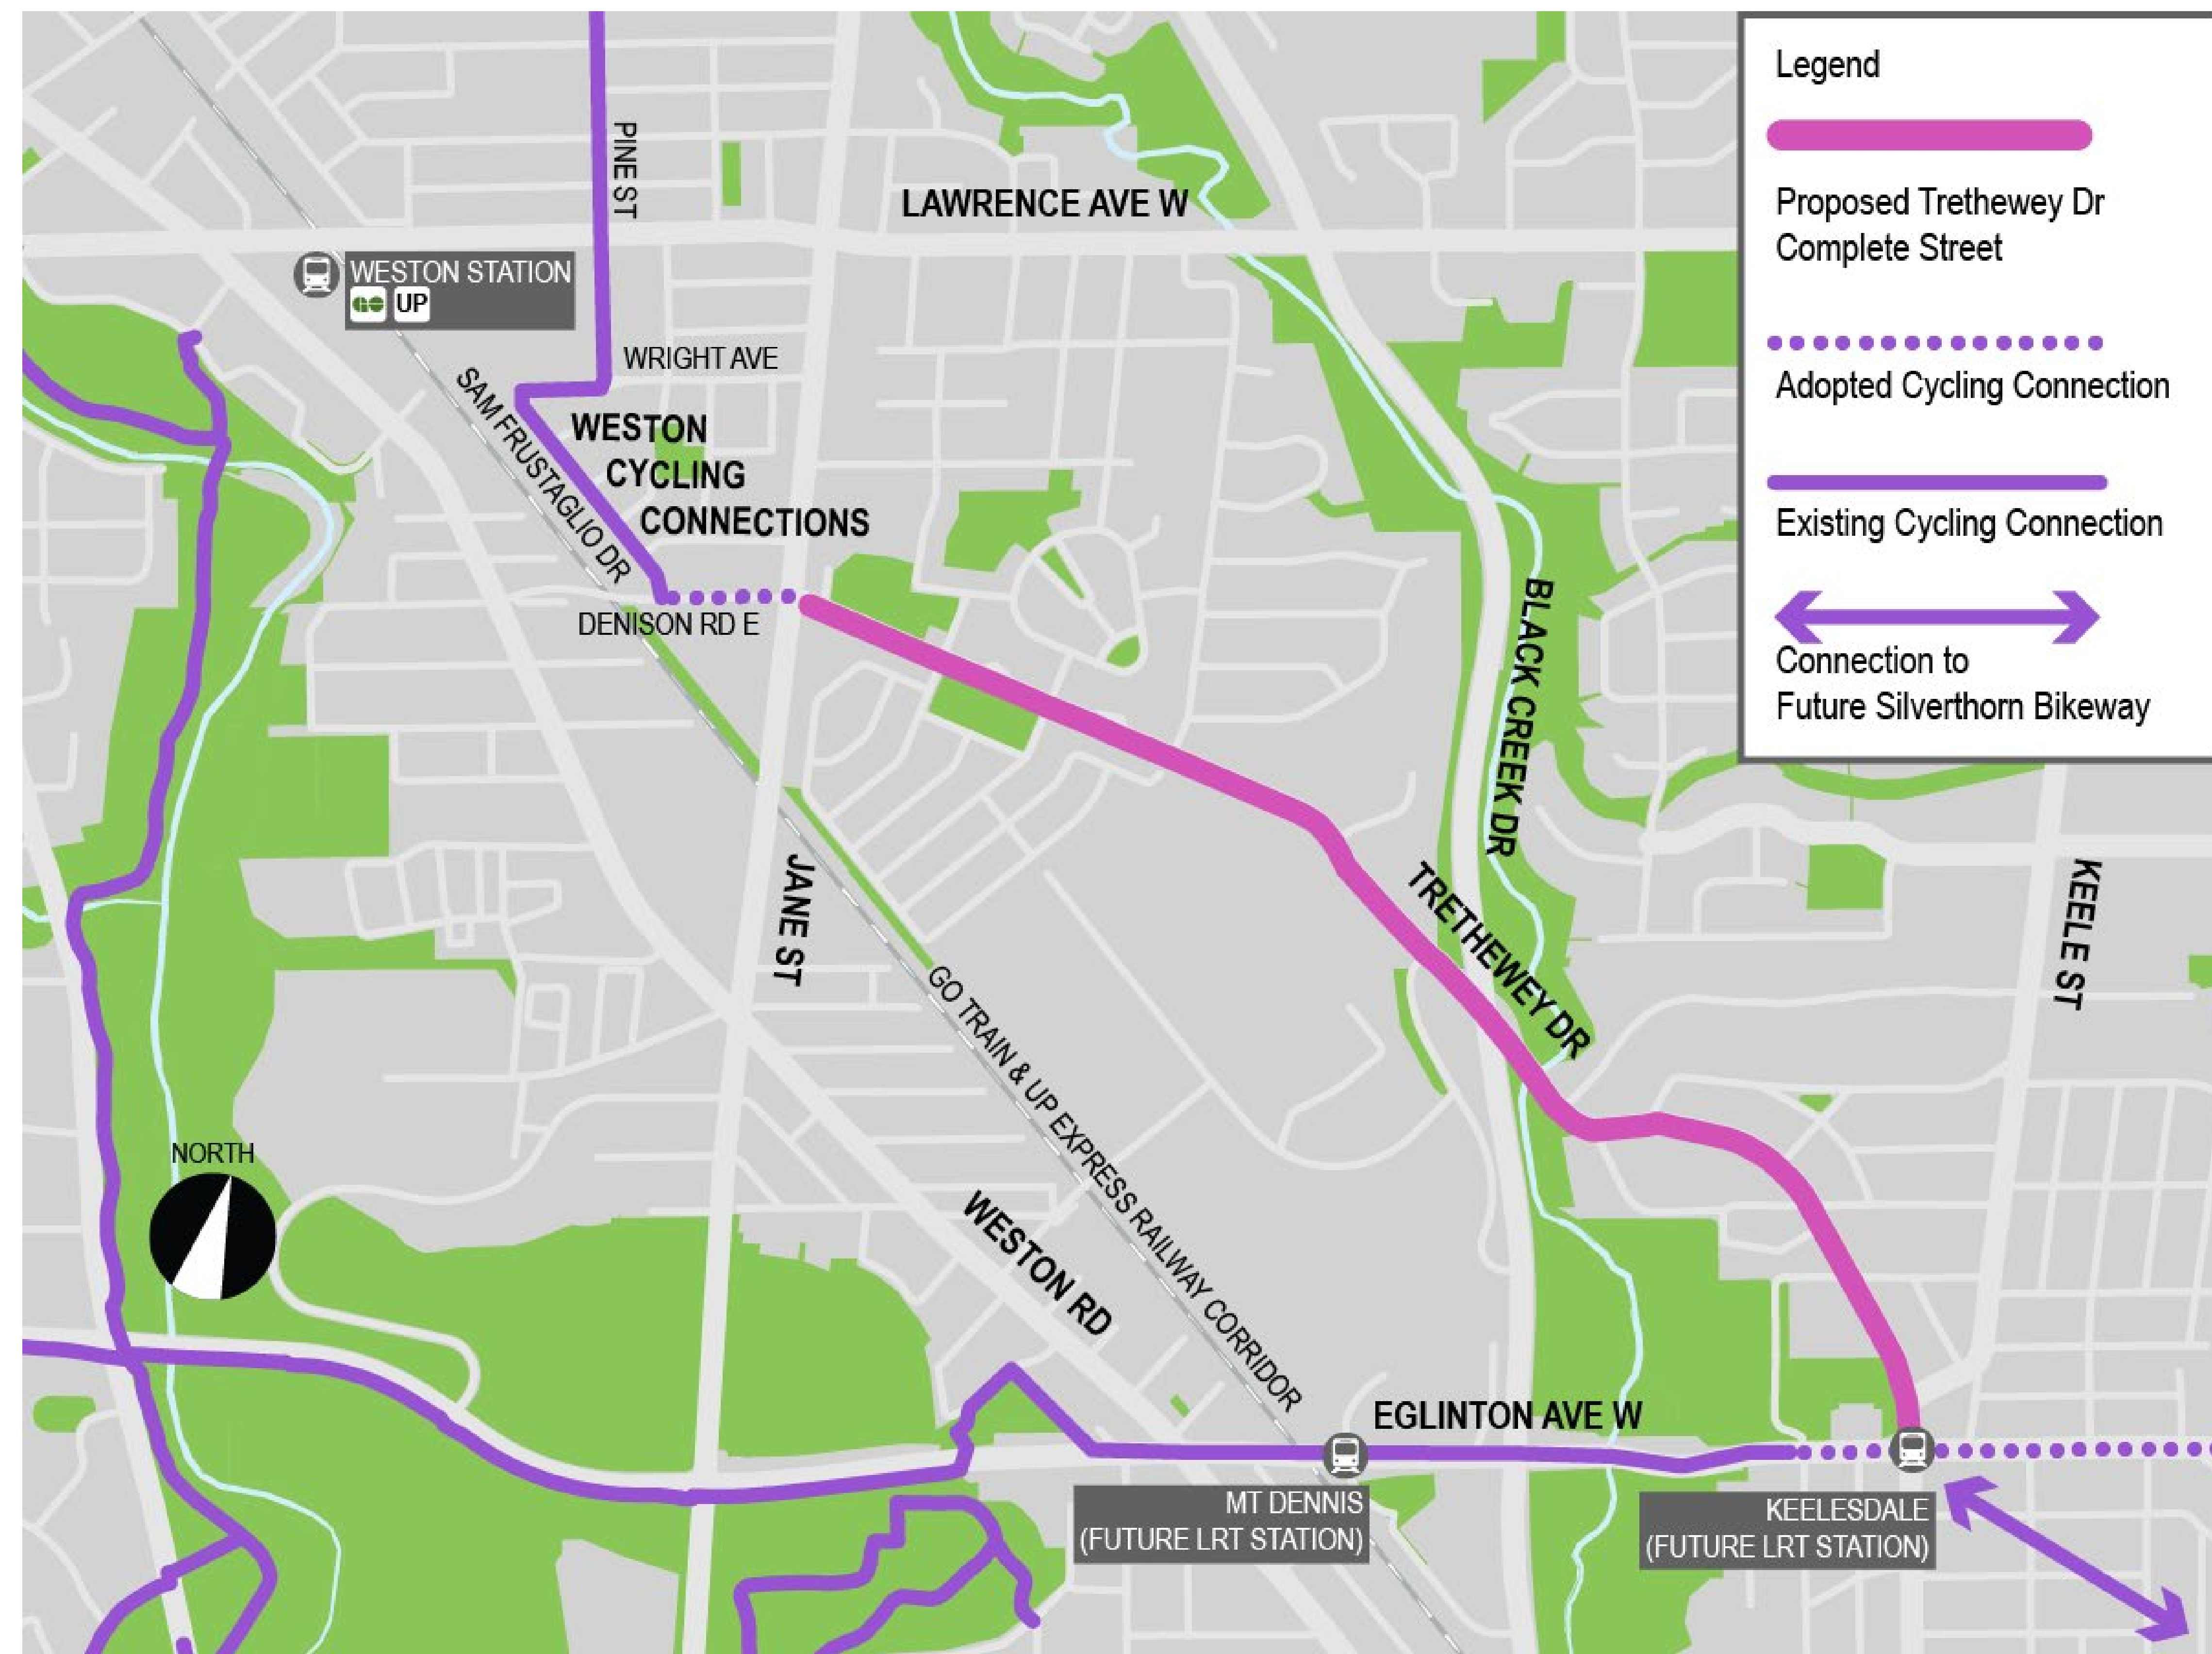 Legend
Proposed Trethewey Dr
Complete Street
Adopted Cycling Connection
Existing Cycling Connection
Connection to
Future Silverthorn Bikeway
PINE ST
LAWRENCE AVE W
WESTON STATION
GO UP
WRIGHT AVE
SAM FRUSTAGLIO DR
WESTON
CYCLING
CONNECTIONS
DENISON RD E
BLACK CREEK DR
TRETHEWEY DR
JANE ST
KEELE ST
GO TRAIN & UP EXPRESS RAILWAY CORRIDOR
NORTH
WESTON RD
EGLINTON AVE W
MT DENNIS
(FUTURE LRT STATION)
KEELESDALE
(FUTURE LRT STATION)